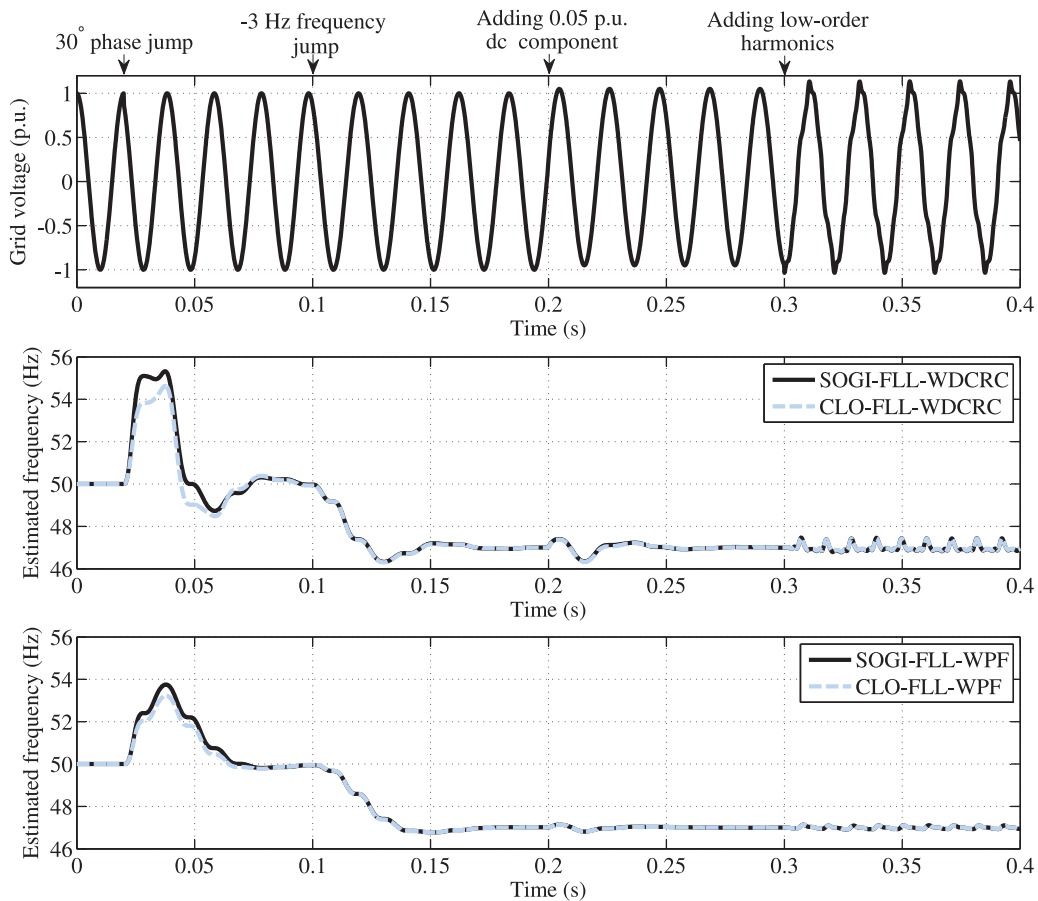 30° phase jump
-3 Hz frequency
jump
Adding 0.05 p.u.
dc component
Adding low-order
harmonics
Grid voltage (p.u.)
1
0.5
0
-0.5
-1
0 0.05 0.1 0.15 0.2 0.25 0.3 0.35 0.4
Time (s)
Estimated frequency (Hz)
56
54
52
50
48
46
SOGI-FLL-WDCRC
CLO-FLL-WDCRC
0 0.05 0.1 0.15 0.2 0.25 0.3 0.35 0.4
Time (s)
Estimated frequency (Hz)
56
54
52
50
48
46
SOGI-FLL-WPF
CLO-FLL-WPF
0 0.05 0.1 0.15 0.2 0.25 0.3 0.35 0.4
Time (s)